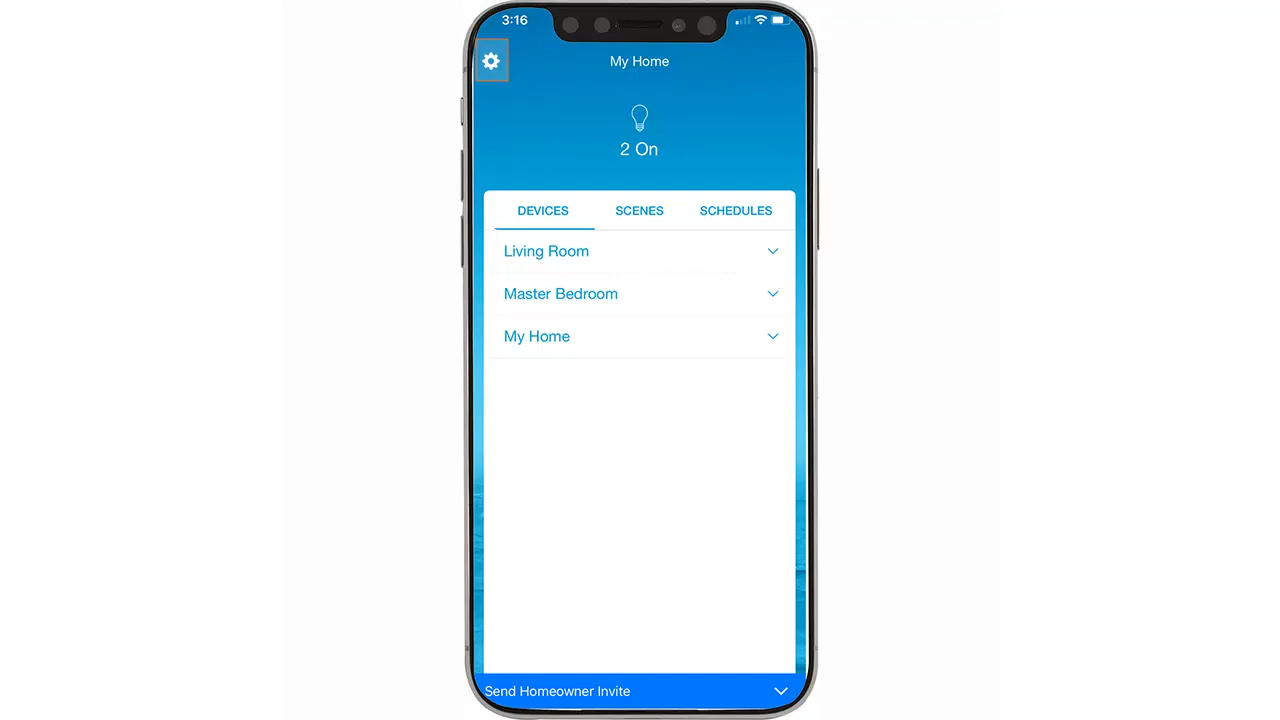 3:16
My Home
2 On
DEVICES SCENES SCHEDULES
Living Room
Master Bedroom
My Home
Send Homeowner Invite